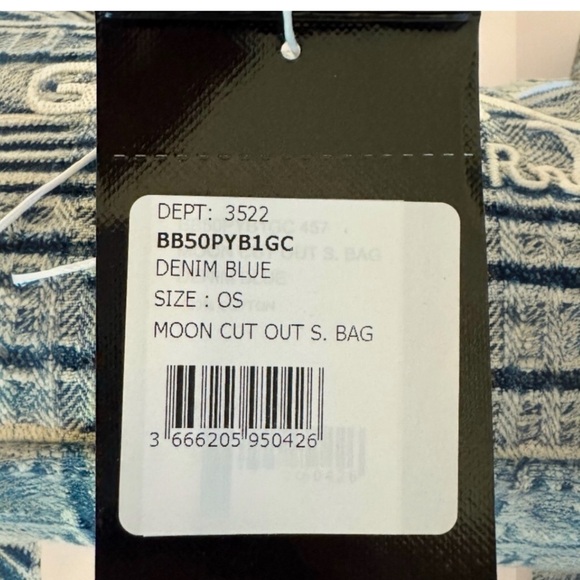 DEPT: 3522
BB50PYB1GC
DENIM BLUE
SIZE : OS
MOON CUT OUT S. BAG
3 666205 950426